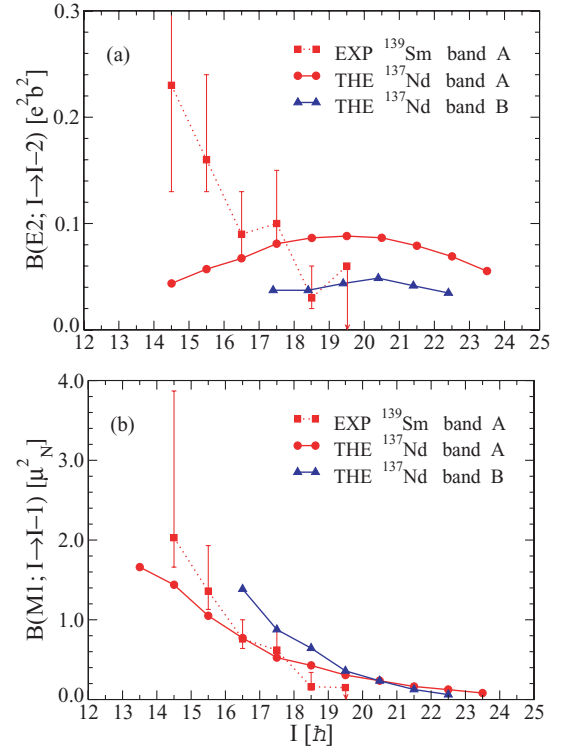 0.3
(a)
EXP ¹³⁹Sm band A
THE ¹³⁷Nd band A
THE ¹³⁷Nd band B
0.2
0.1
0.0
B(E2; I→I−2) [e²b²]
12 13 14 15 16 17 18 19 20 21 22 23 24 25
4.0
(b)
EXP ¹³⁹Sm band A
THE ¹³⁷Nd band A
THE ¹³⁷Nd band B
3.0
2.0
1.0
0.0
B(M1; I→I−1) [μ²N]
12 13 14 15 16 17 18 19 20 21 22 23 24 25
I [ħ]